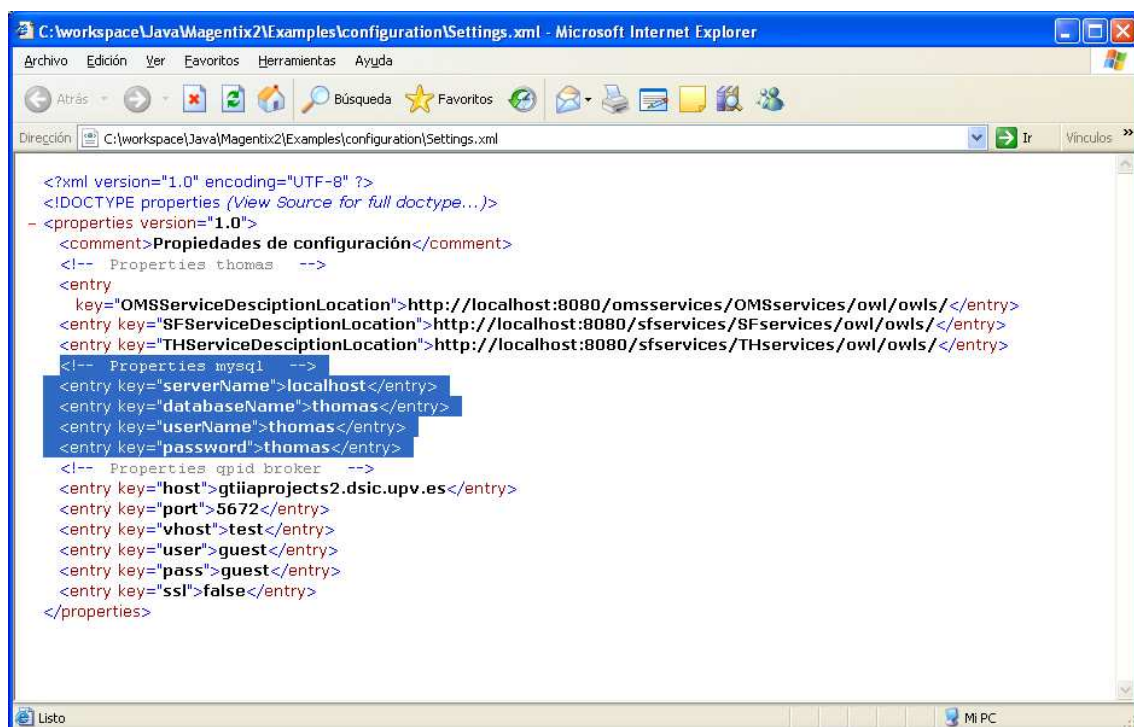 C:\workspace\Java\Magentix2\Examples\configuration\Settings.xml - Microsoft Internet Explorer
Archivo Edición Ver Favoritos Herramientas Ayuda
Atrás Búsqueda Favoritos
Dirección C:\workspace\Java\Magentix2\Examples\configuration\Settings.xml Ir Vínculos »
<?xml version="1.0" encoding="UTF-8" ?>
<!DOCTYPE properties (View Source for full doctype...)>
- <properties version="1.0">
<comment>Propiedades de configuración</comment>
<!-- Properties thomas -->
<entry
key="OMSServiceDesciptionLocation">http://localhost:8080/omsservices/OMSservices/owl/owls/</entry>
<entry key="SFServiceDesciptionLocation">http://localhost:8080/sfservices/SFservices/owl/owls/</entry>
<entry key="THServiceDesciptionLocation">http://localhost:8080/sfservices/THservices/owl/owls/</entry>
<!-- Properties mysql -->
<entry key="serverName">localhost</entry>
<entry key="databaseName">thomas</entry>
<entry key="userName">thomas</entry>
<entry key="password">thomas</entry>
<!-- Properties qpid broker -->
<entry key="host">gtiiaprojects2.dsic.upv.es</entry>
<entry key="port">5672</entry>
<entry key="vhost">test</entry>
<entry key="user">guest</entry>
<entry key="pass">guest</entry>
<entry key="ssl">false</entry>
</properties>
Listo Mi PC